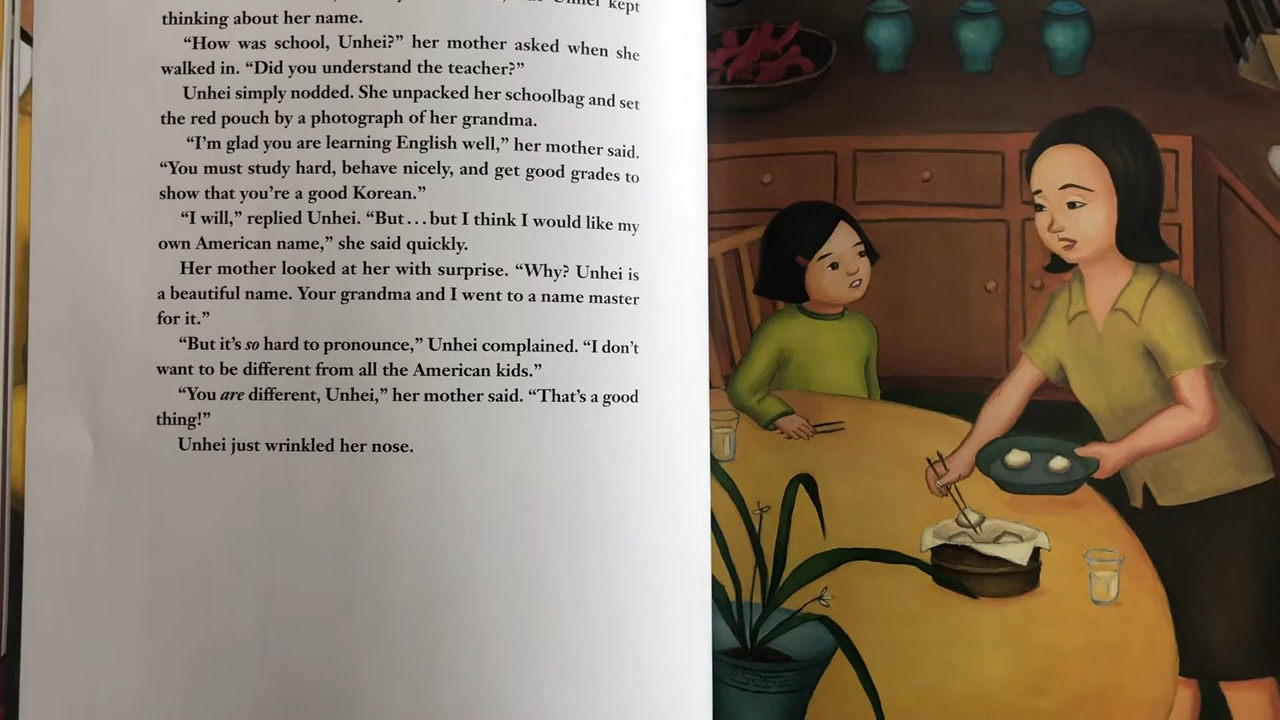 Unhei kept
thinking about her name.
“How was school, Unhei?” her mother asked when she
walked in. “Did you understand the teacher?”
Unhei simply nodded. She unpacked her schoolbag and set
the red pouch by a photograph of her grandma.
“I’m glad you are learning English well,” her mother said.
“You must study hard, behave nicely, and get good grades to
show that you’re a good Korean.”
“I will,” replied Unhei. “But...but I think I would like my
own American name,” she said quickly.
Her mother looked at her with surprise. “Why? Unhei is
a beautiful name. Your grandma and I went to a name master
for it.”
“But it’s so hard to pronounce,” Unhei complained. “I don’t
want to be different from all the American kids.”
“You are different, Unhei,” her mother said. “That’s a good
thing!”
Unhei just wrinkled her nose.